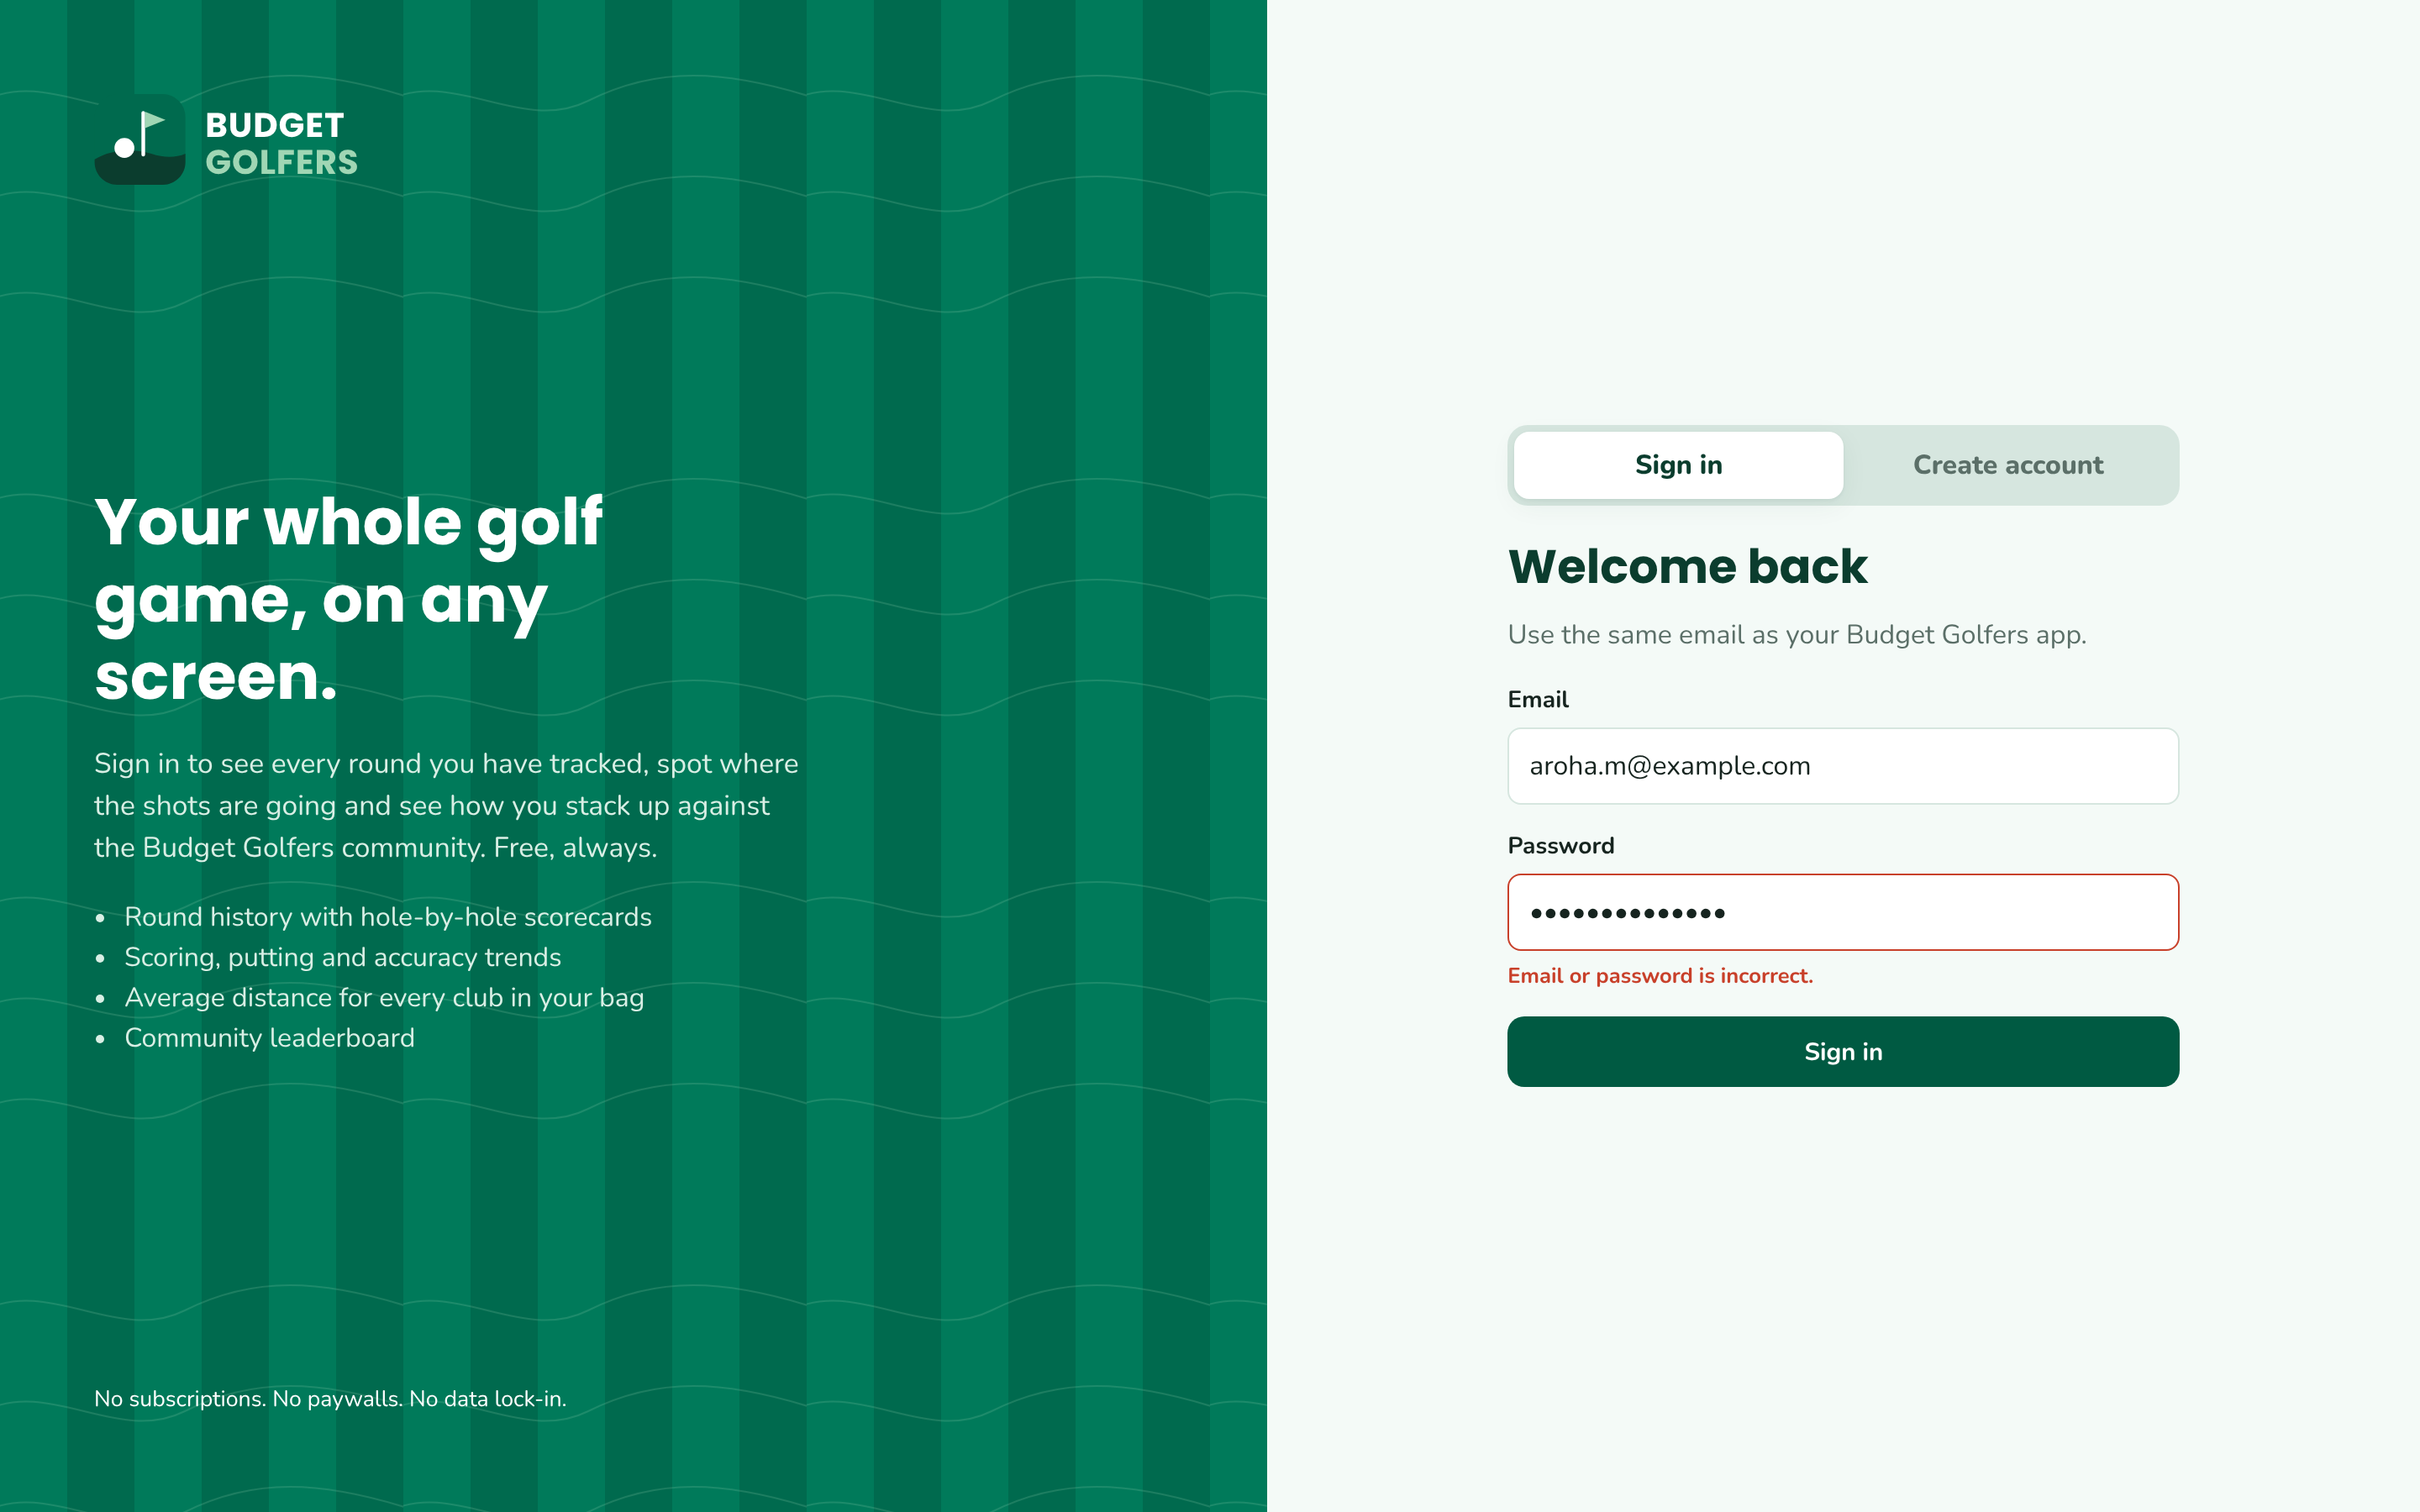 BUDGET
GOLFERS
Your whole golf
game, on any
screen.
Sign in to see every round you have tracked, spot where
the shots are going and see how you stack up against
the Budget Golfers community. Free, always.
• Round history with hole-by-hole scorecards
• Scoring, putting and accuracy trends
• Average distance for every club in your bag
• Community leaderboard
No subscriptions. No paywalls. No data lock-in.
Sign in
Create account
Welcome back
Use the same email as your Budget Golfers app.
Email
aroha.m@example.com
Password
••••••••••••••
Email or password is incorrect.
Sign in